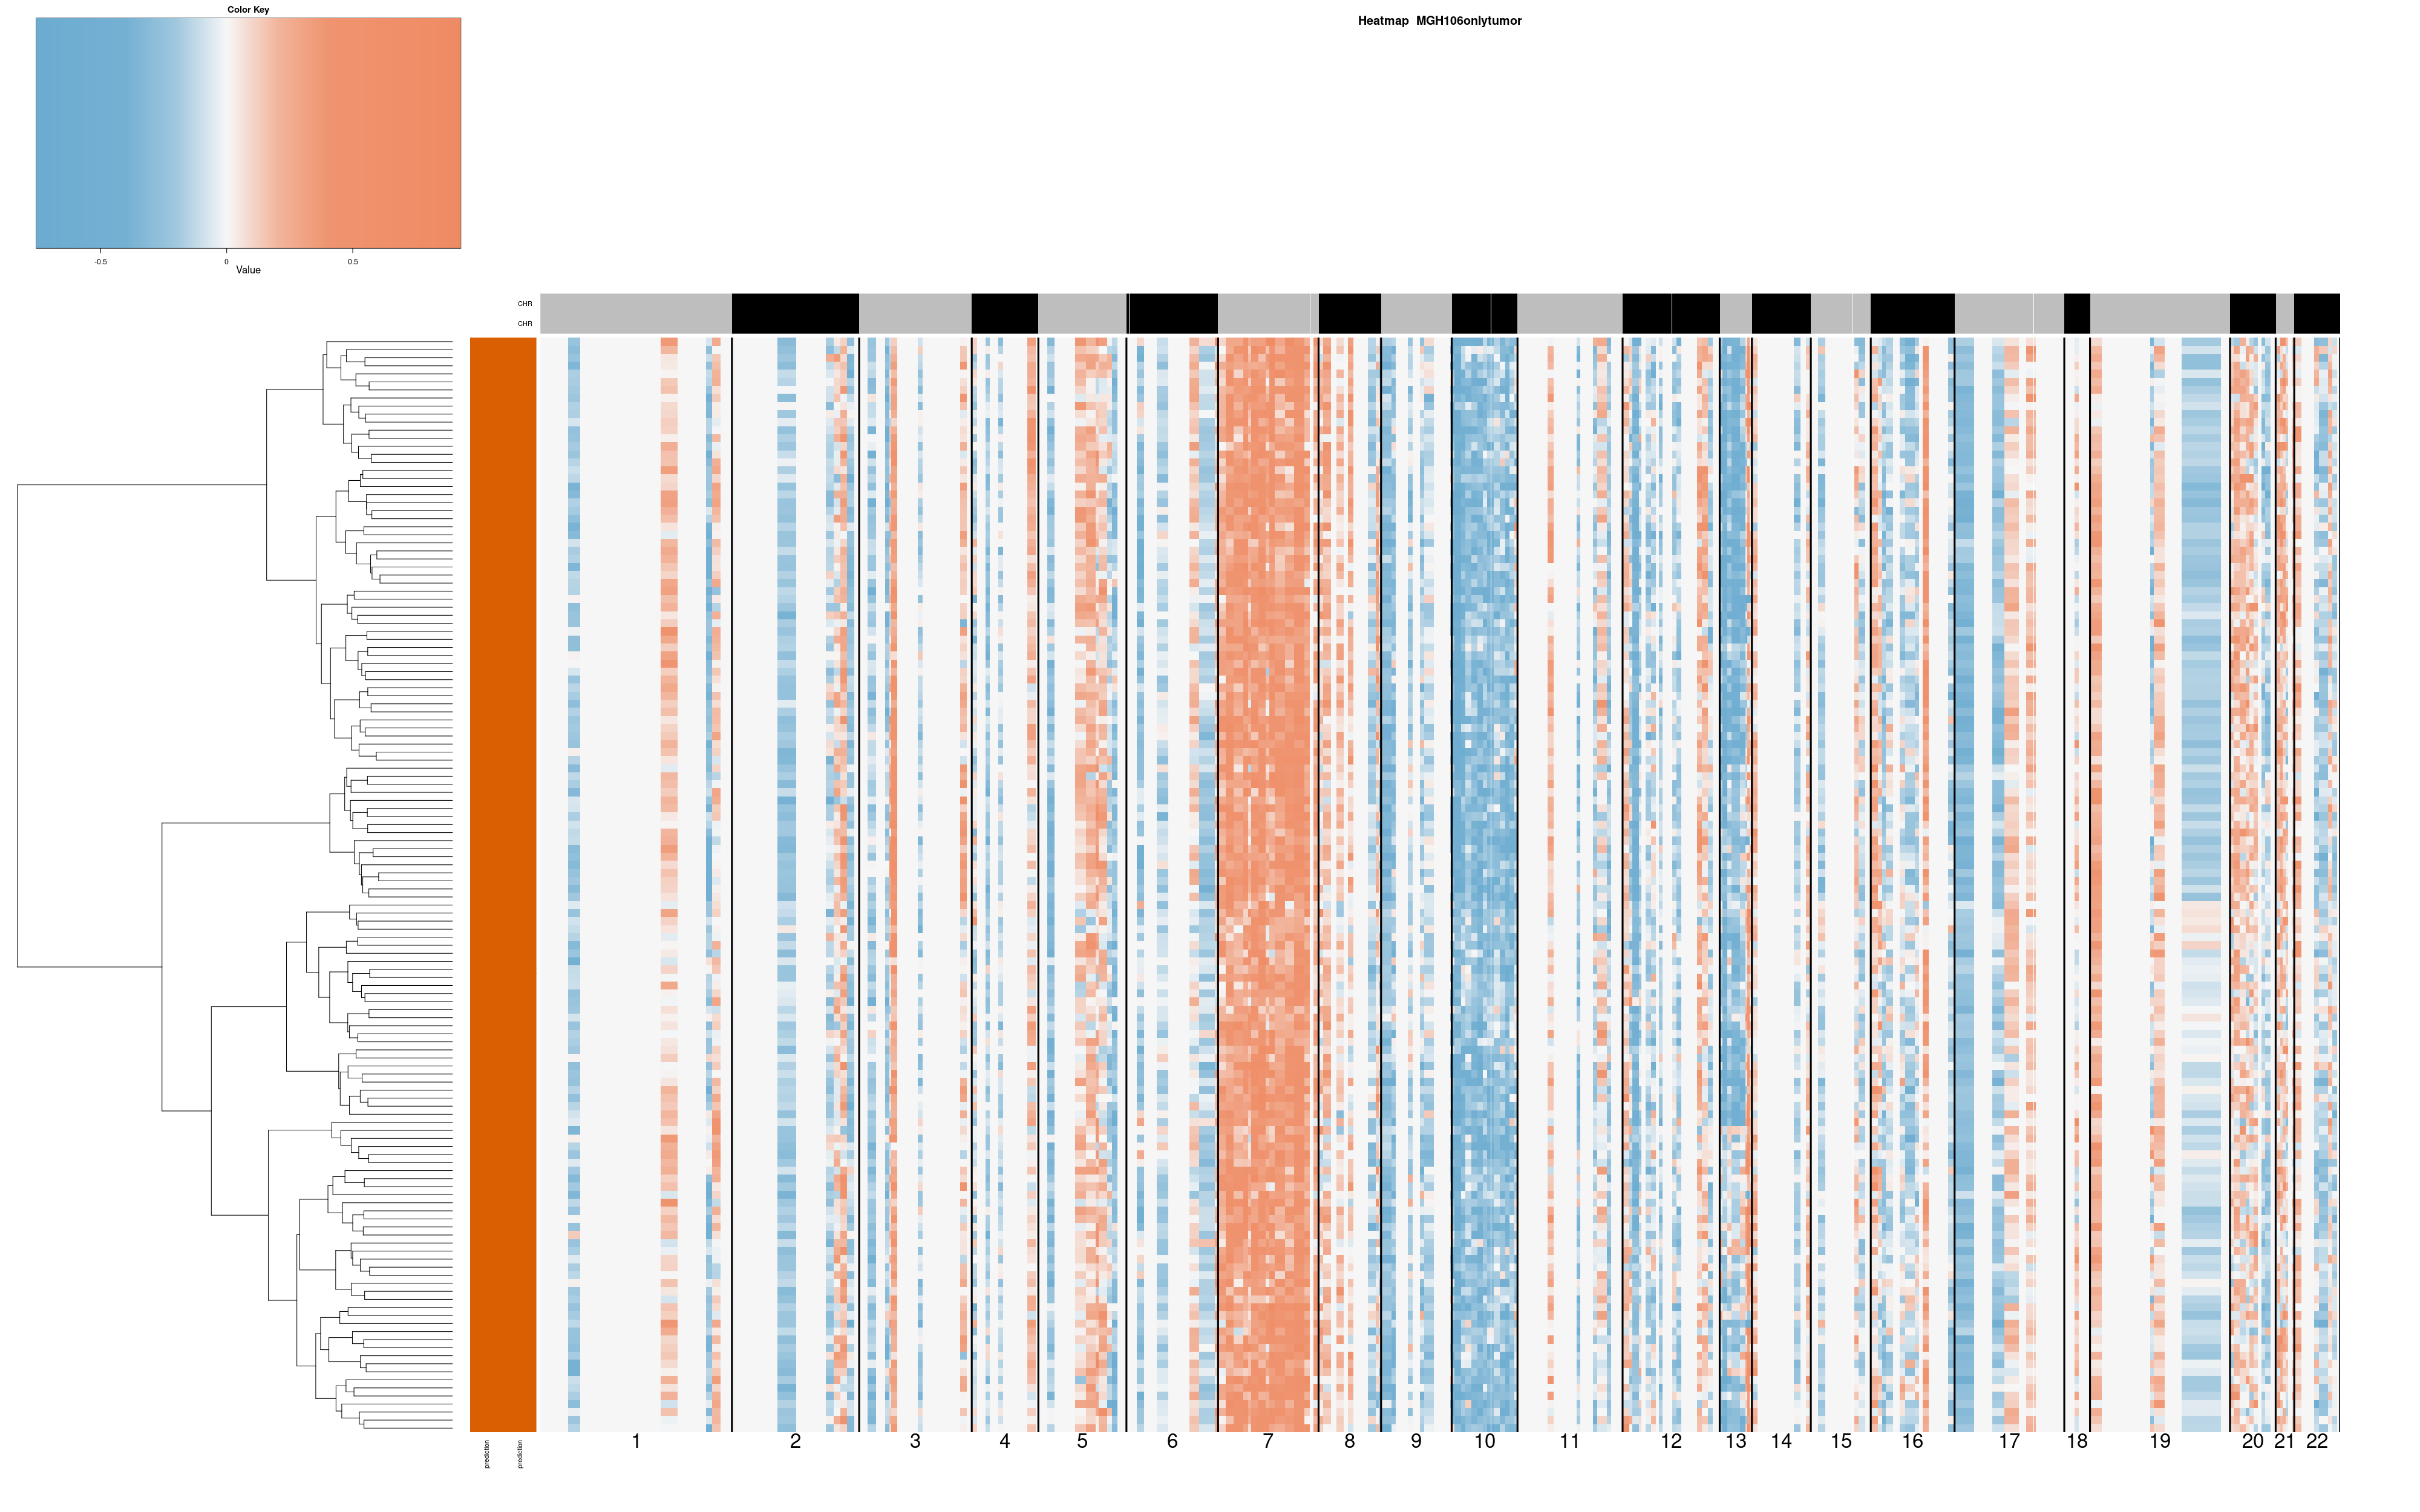 Color Key
Heatmap MGH106onlytumor
-0.5 0 0.5
Value
CHR
CHR
prediction prediction
1 2 3 4 5 6 7 8 9 10 11 12 13 14 15 16 17 18 19 20 21 22